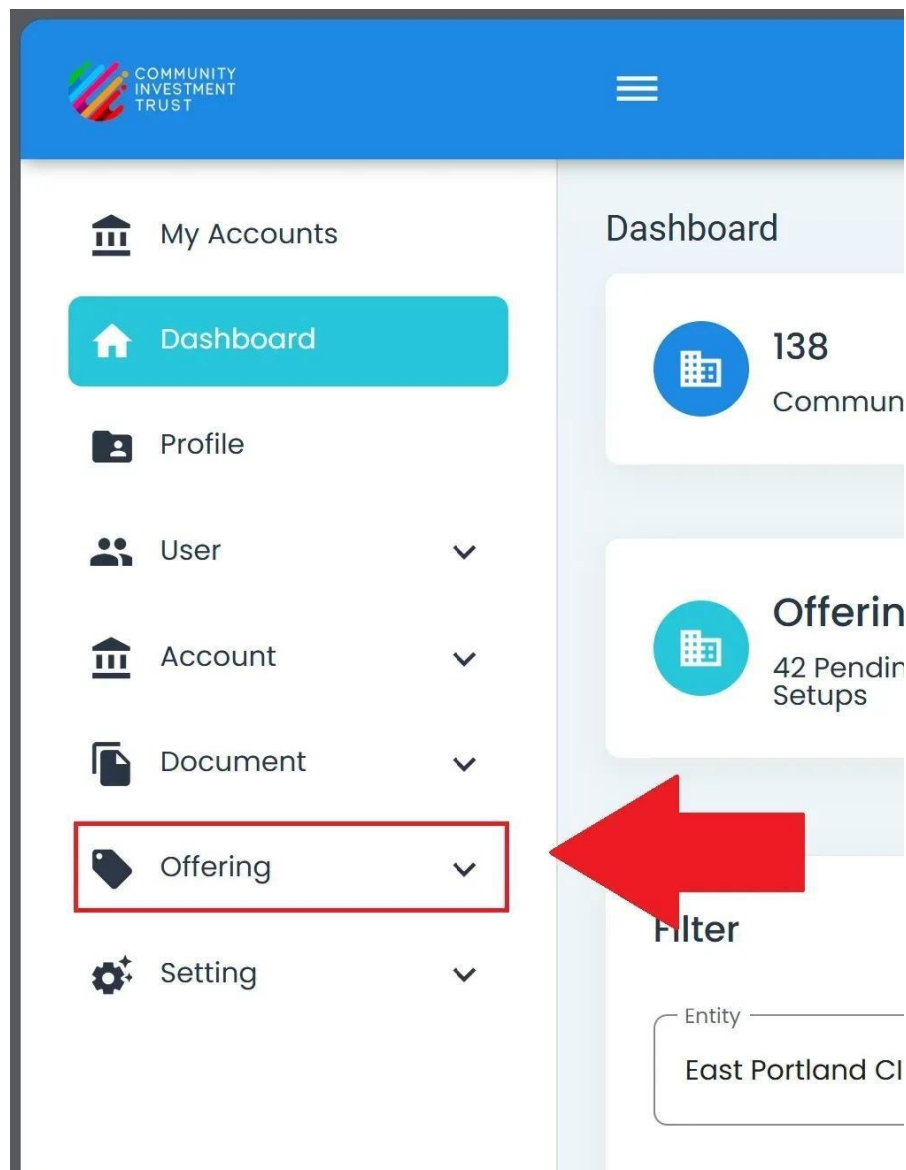 COMMUNITY
INVESTMENT
TRUST
My Accounts
Dashboard
Profile
User
Account
Document
Offering
Setting
Dashboard
138
Commun
Offerin
42 Pendin
Setups
Filter
Entity
East Portland CI